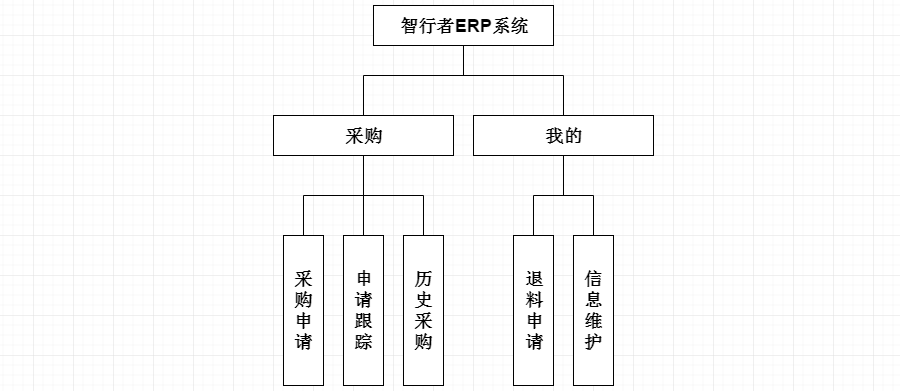 智行者ERP系统
采购
我的
采购申请
申请跟踪
历史采购
退料申请
信息维护